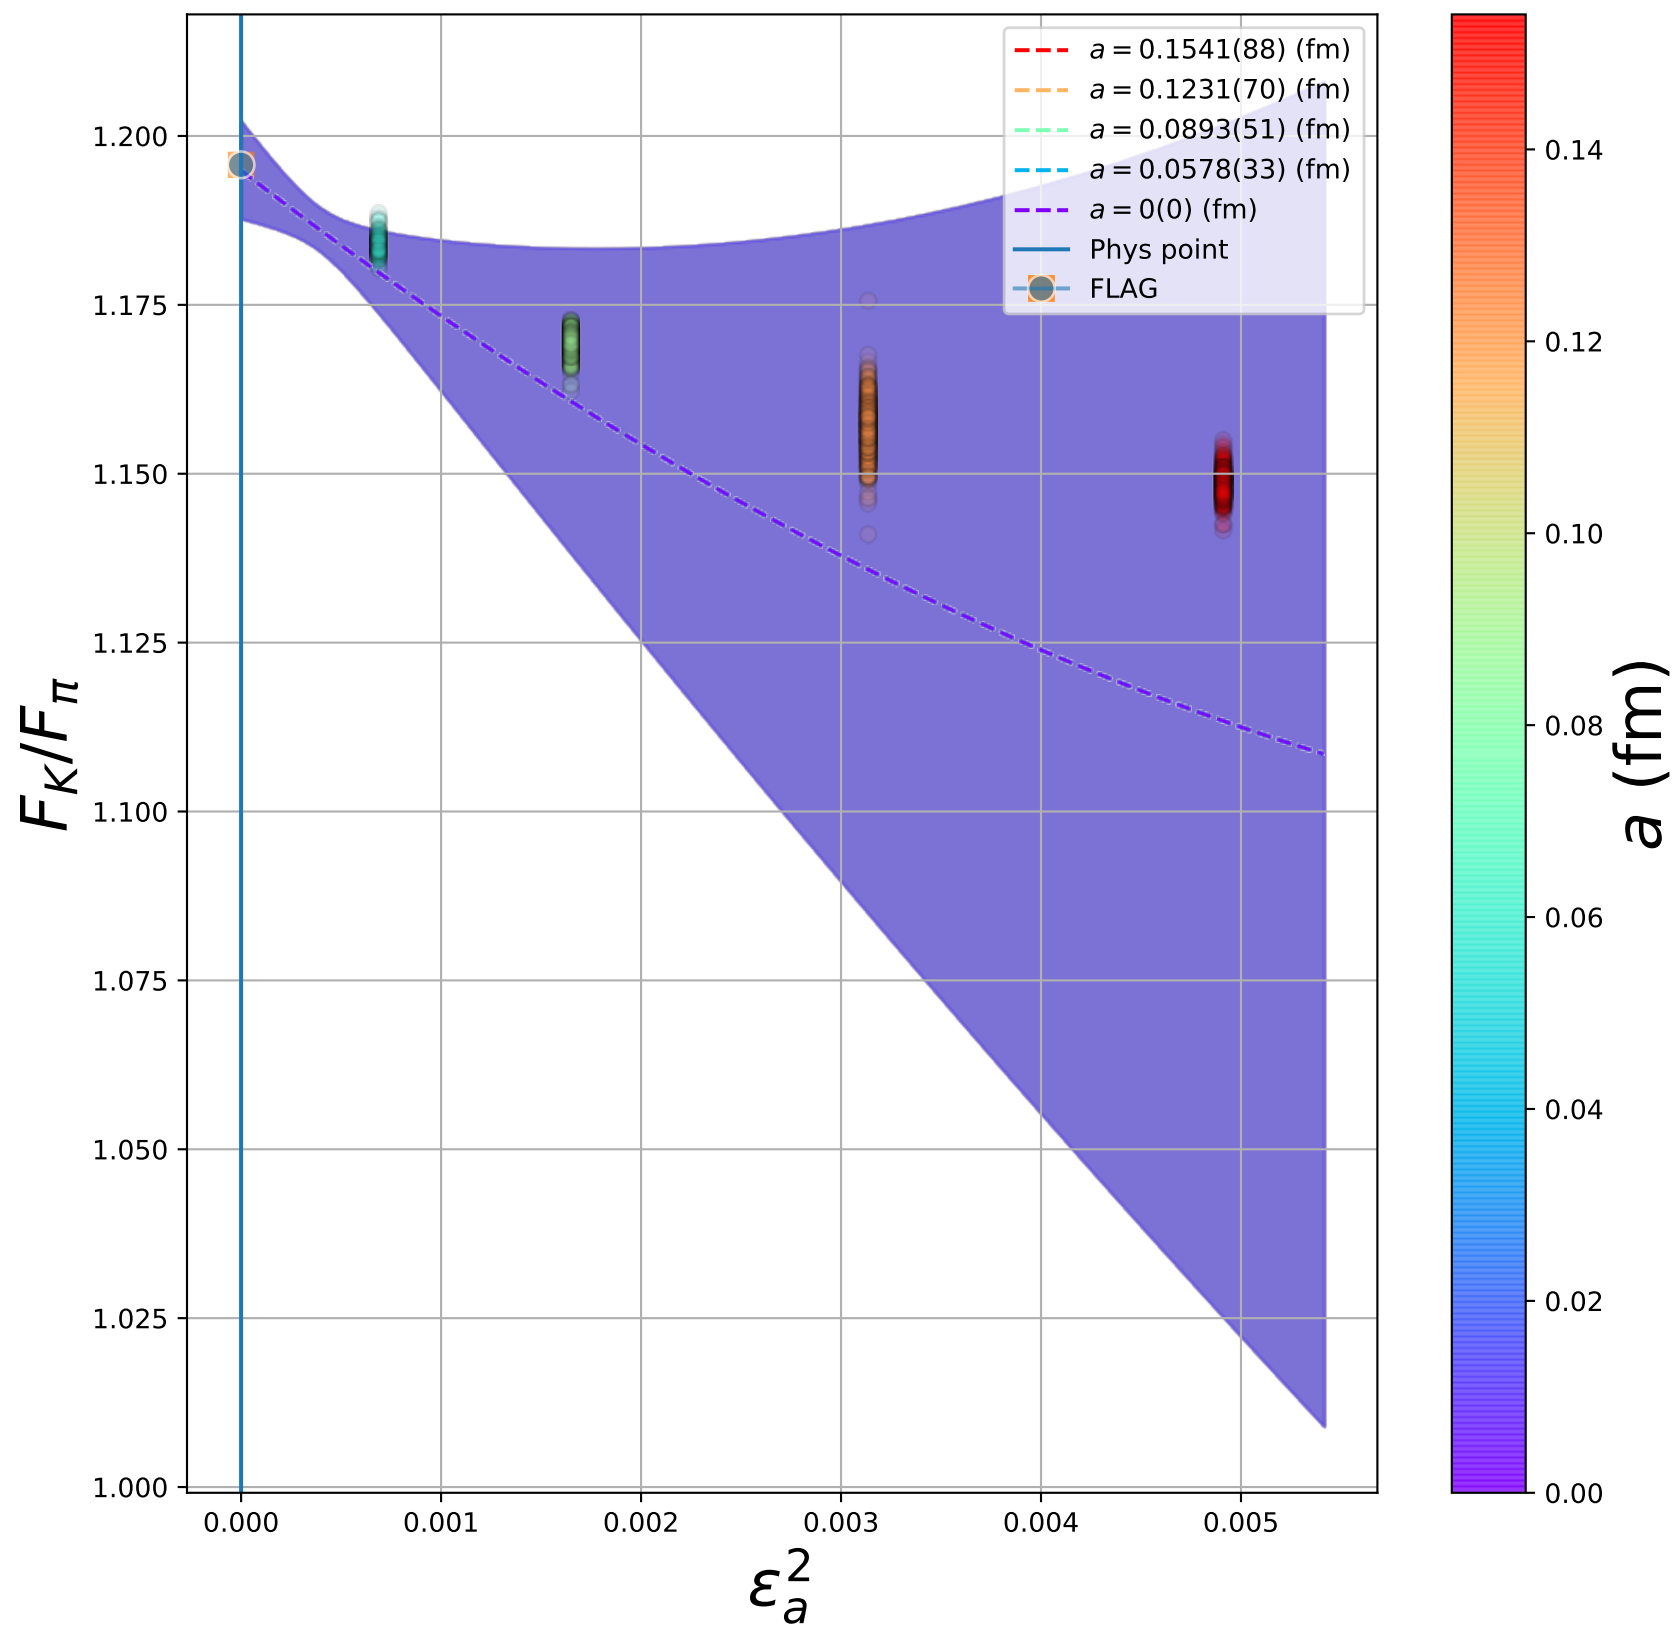 a = 0.1541(88) (fm)
a = 0.1231(70) (fm)
a = 0.0893(51) (fm)
a = 0.0578(33) (fm)
a = 0(0) (fm)
Phys point
FLAG
1.200
1.175
1.150
1.125
1.100
1.075
1.050
1.025
1.000
F_K/F_π
0.000 0.001 0.002 0.003 0.004 0.005
ε_a^2
0.14
0.12
0.10
0.08
0.06
0.04
0.02
0.00
a (fm)